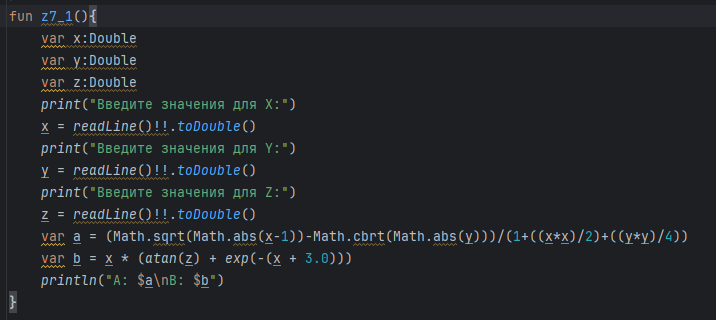 fun z7_1(){
    var x:Double
    var y:Double
    var z:Double
    print("Введите значения для X:")
    x = readLine()!!.toDouble()
    print("Введите значения для Y:")
    y = readLine()!!.toDouble()
    print("Введите значения для Z:")
    z = readLine()!!.toDouble()
    var a = (Math.sqrt(Math.abs(x-1))-Math.cbrt(Math.abs(y)))/(1+((x*x)/2)+((y*y)/4))
    var b = x * (atan(z) + exp(-(x + 3.0)))
    println("A: $a\nB: $b")
}